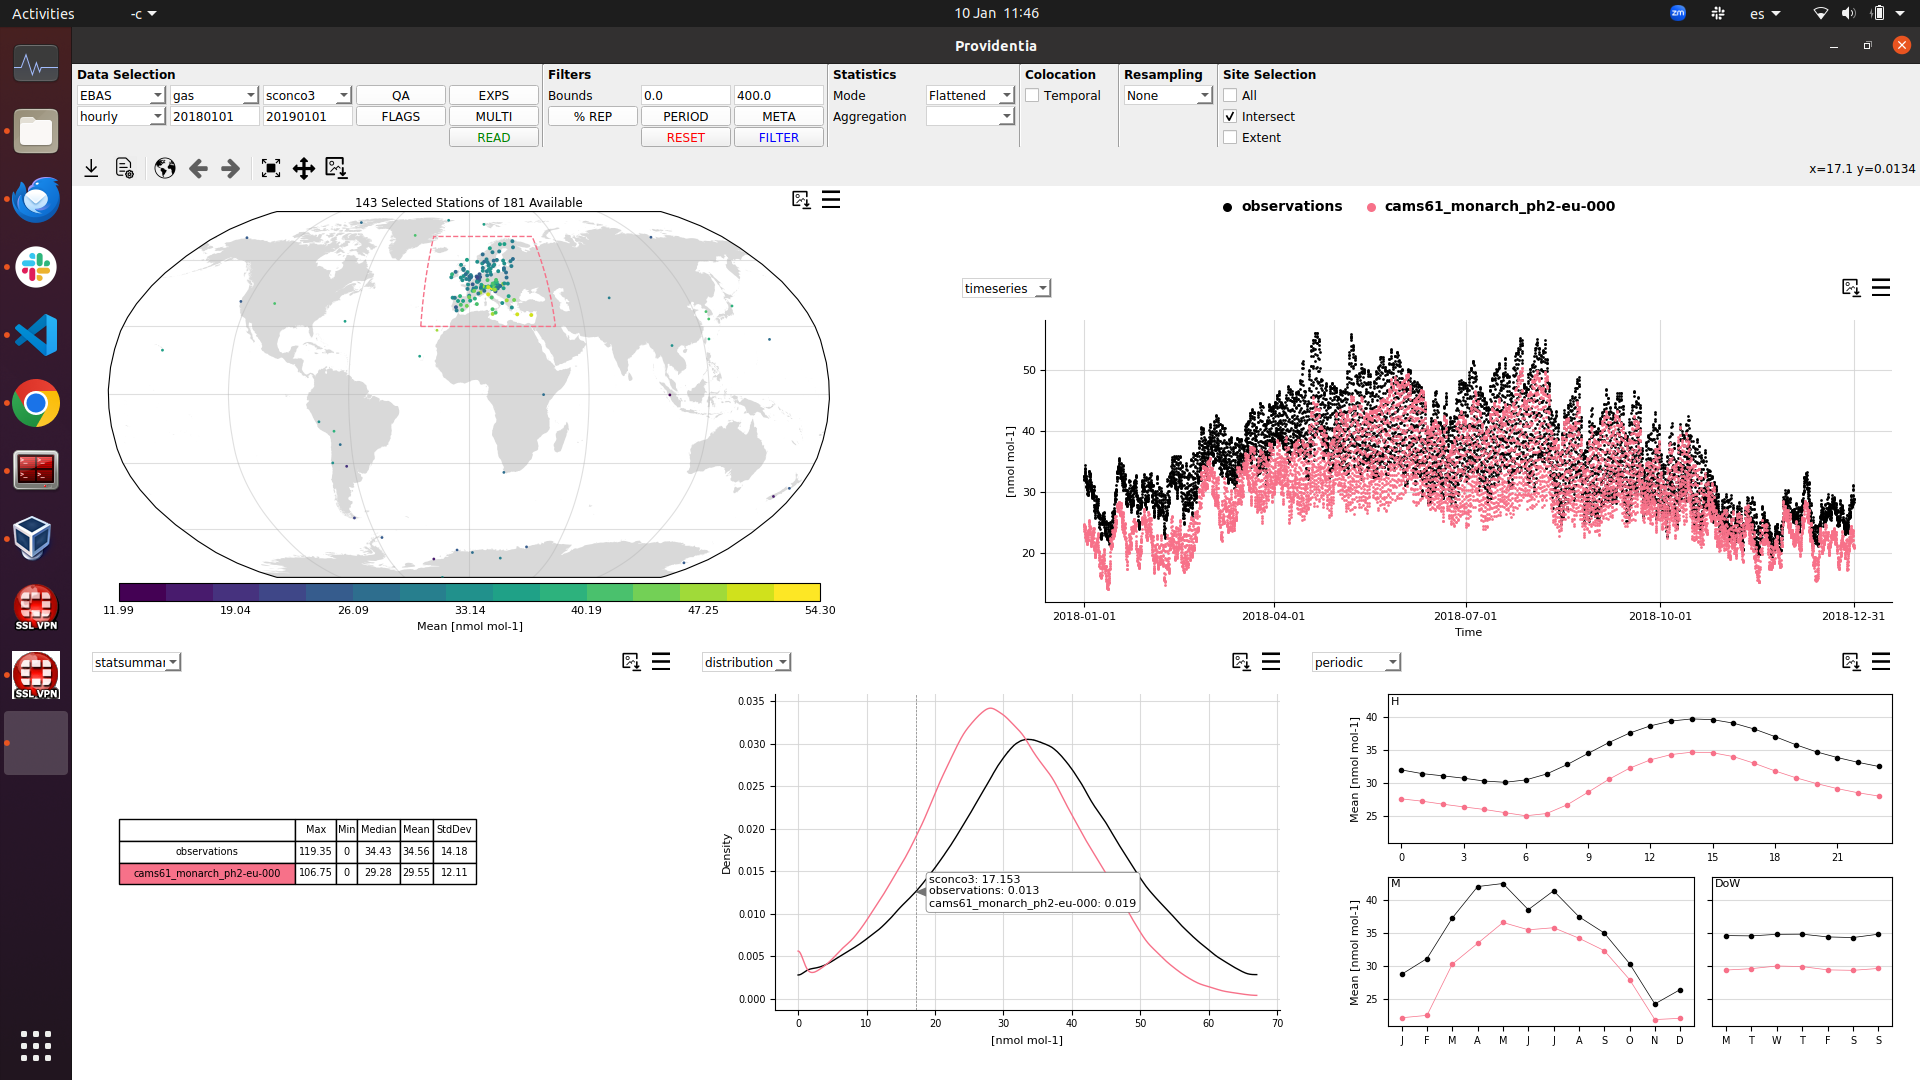 Activities
-c
10 Jan 11:46
zm
es
Providentia
Data Selection
EBAS gas sconco3 QA EXPS
hourly 20180101 20190101 FLAGS MULTI
READ
Filters
Bounds 0.0 400.0
% REP PERIOD META
RESET FILTER
Statistics
Mode Flattened
Aggregation
Colocation
Temporal
Resampling
None
Site Selection
All
Intersect
Extent
x=17.1 y=0.0134
143 Selected Stations of 181 Available
11.99 19.04 26.09 33.14 40.19 47.25 54.30
Mean [nmol mol-1]
observations cams61_monarch_ph2-eu-000
timeseries
[nmol mol-1]
50
40
30
20
2018-01-01 2018-04-01 2018-07-01 2018-10-01 2018-12-31
Time
statsummar
Max Min Median Mean StdDev
observations 119.35 0 34.43 34.56 14.18
cams61_monarch_ph2-eu-000 106.75 0 29.28 29.55 12.11
distribution
Density
0.035
0.030
0.025
0.020
0.015
0.010
0.005
0.000
sconco3: 17.153
observations: 0.013
cams61_monarch_ph2-eu-000: 0.019
0 10 20 30 40 50 60 70
[nmol mol-1]
periodic
H
Mean [nmol mol-1]
40
35
30
25
0 3 6 9 12 15 18 21
M
Mean [nmol mol-1]
40
35
30
25
J F M A M J J A S O N D
DoW
M T W T F S S
SSL VPN
SSL VPN